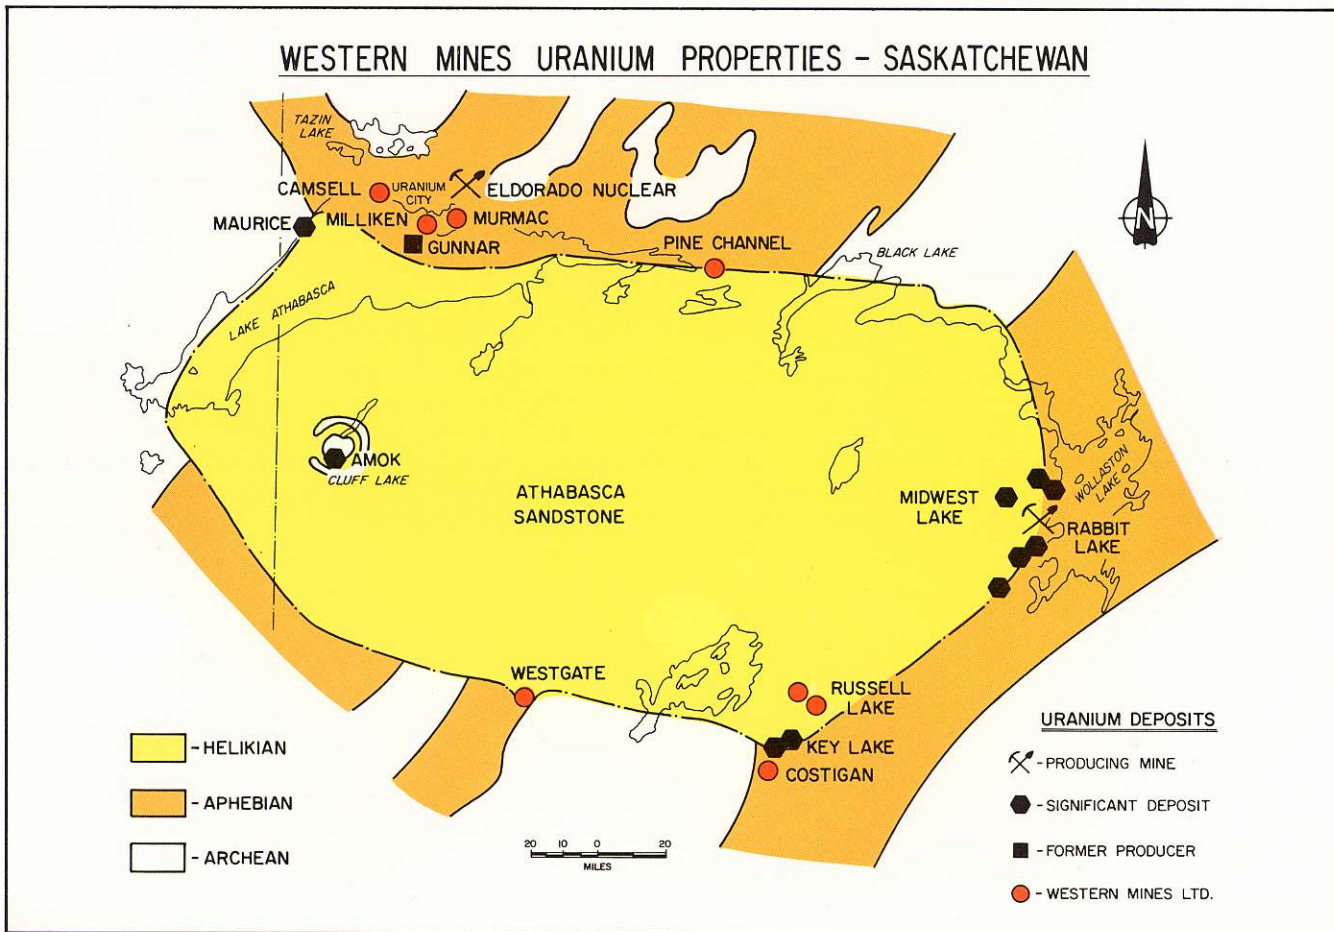 WESTERN MINES URANIUM PROPERTIES - SASKATCHEWAN
TAZIN
LAKE
CAMSELL
URANIUM
CITY
ELDORADO NUCLEAR
MAURICE
MILLIKEN
MURMAC
GUNNAR
PINE CHANNEL
BLACK LAKE
N
LAKE ATHABASCA
AMOK
CLUFF LAKE
ATHABASCA
SANDSTONE
MIDWEST
LAKE
WOLLASTON
LAKE
RABBIT
LAKE
WESTGATE
RUSSELL
LAKE
KEY LAKE
COSTIGAN
- HELIKIAN
- APHEBIAN
- ARCHEAN
20 10 0 20
MILES
URANIUM DEPOSITS
- PRODUCING MINE
- SIGNIFICANT DEPOSIT
- FORMER PRODUCER
- WESTERN MINES LTD.